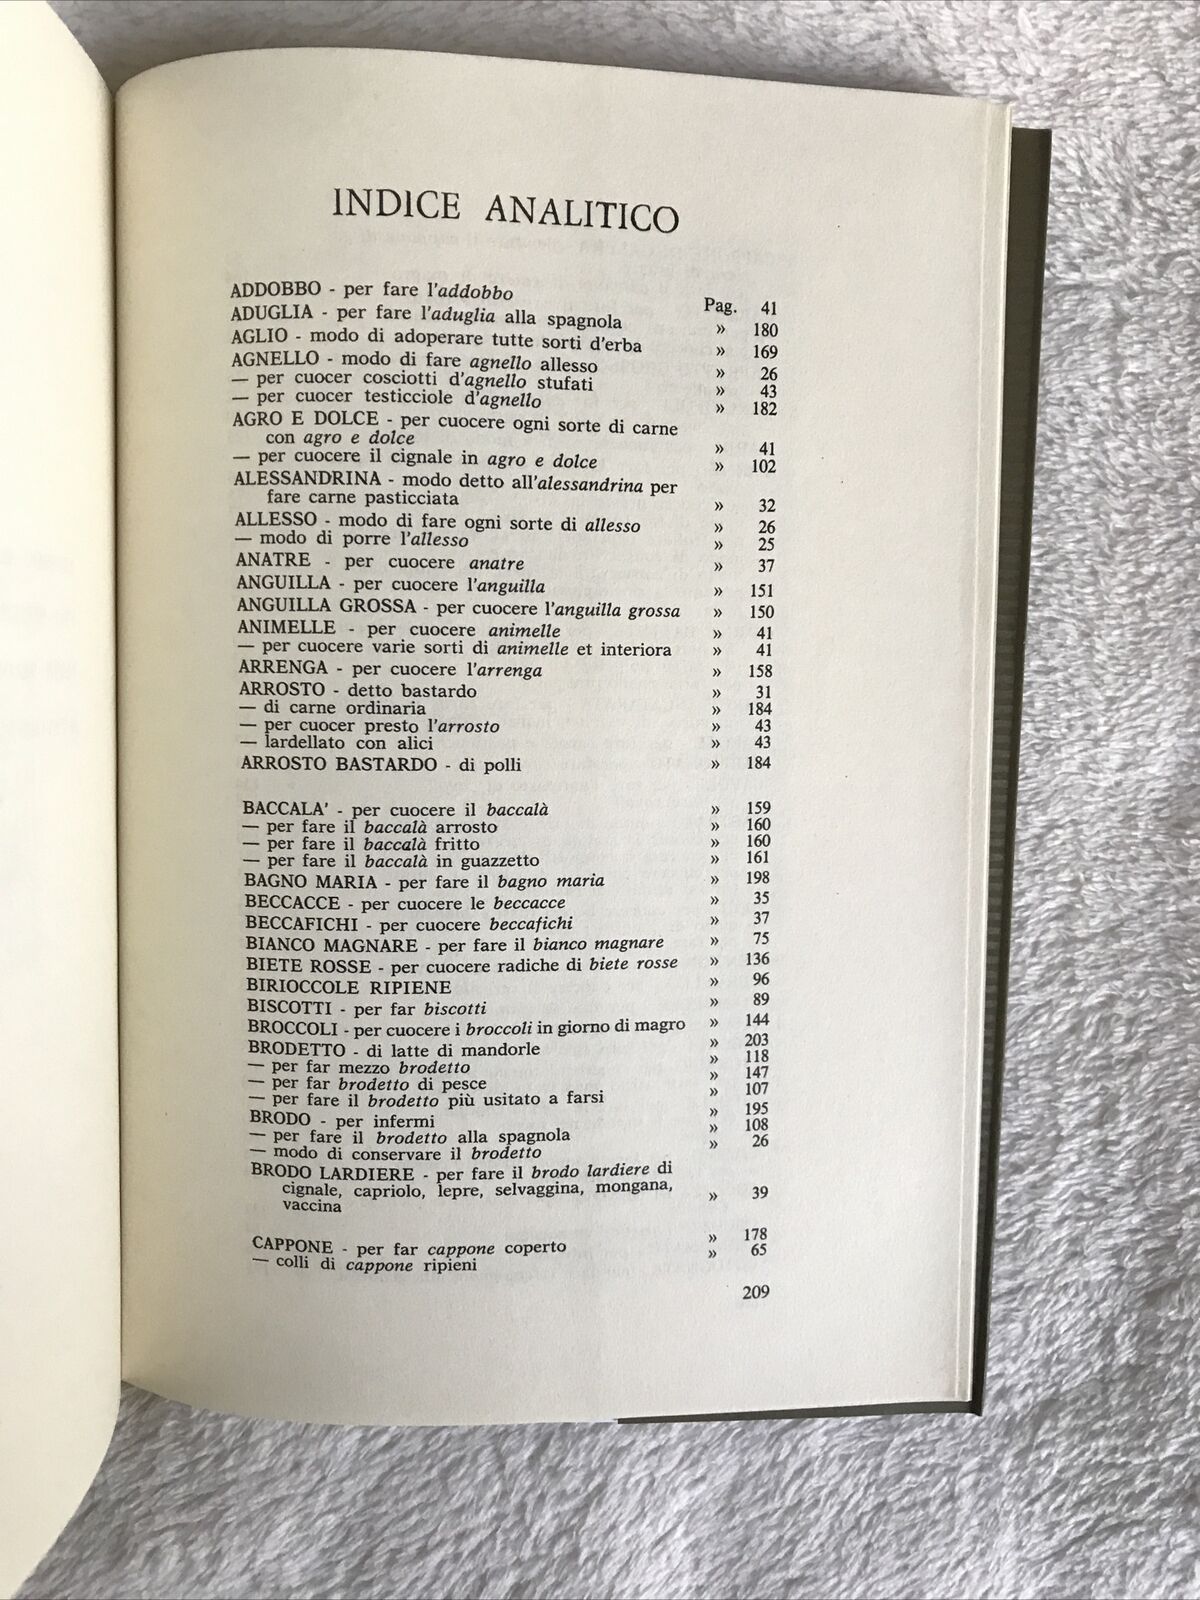 INDICE ANALITICO
ADDOBBO - per fare l'addobbo Pag. 41
ADUGLIA - per fare l'aduglia alla spagnola » 180
AGLIO - modo di adoperare tutte sorti d'erba » 169
AGNELLO - modo di fare agnello allesso » 26
— per cuocer cosciotti d'agnello stufati » 43
— per cuocer testicciole d'agnello » 182
AGRO E DOLCE - per cuocere ogni sorte di carne
con agro e dolce » 41
— per cuocere il cignale in agro e dolce » 102
ALESSANDRINA - modo detto all'alessandrina per
fare carne pasticciata » 32
ALLESSO - modo di fare ogni sorte di allesso » 26
— modo di porre l'allesso » 25
ANATRE - per cuocere anatre » 37
ANGUILLA - per cuocere l'anguilla » 151
ANGUILLA GROSSA - per cuocere l'anguilla grossa » 150
ANIMELLE - per cuocere animelle » 41
— per cuocere varie sorti di animelle et interiora » 41
ARRENGA - per cuocere l'arrenga » 158
ARROSTO - detto bastardo » 31
— di carne ordinaria » 184
— per cuocer presto l'arrosto » 43
— lardellato con alici » 43
ARROSTO BASTARDO - di polli » 184
BACCALA' - per cuocere il baccalà » 159
— per fare il baccalà arrosto » 160
— per fare il baccalà fritto » 160
— per fare il baccalà in guazzetto » 161
BAGNO MARIA - per fare il bagno maria » 198
BECCACCE - per cuocere le beccacce » 35
BECCAFICHI - per cuocere beccafichi » 37
BIANCO MAGNARE - per fare il bianco magnare » 75
BIETE ROSSE - per cuocere radiche di biete rosse » 136
BIRIOCCOLE RIPIENE » 96
BISCOTTI - per far biscotti » 89
BROCCOLI - per cuocere i broccoli in giorno di magro » 144
BRODETTO - di latte di mandorle » 203
— per far mezzo brodetto » 118
— per far brodetto di pesce » 147
— per fare il brodetto più usitato a farsi » 107
BRODO - per infermi » 195
— per fare il brodetto alla spagnola » 108
— modo di conservare il brodetto » 26
BRODO LARDIERE - per fare il brodo lardiere di
cignale, capriolo, lepre, selvaggina, mongana,
vaccina » 39
CAPPONE - per far cappone coperto » 178
— colli di cappone ripieni » 65
209